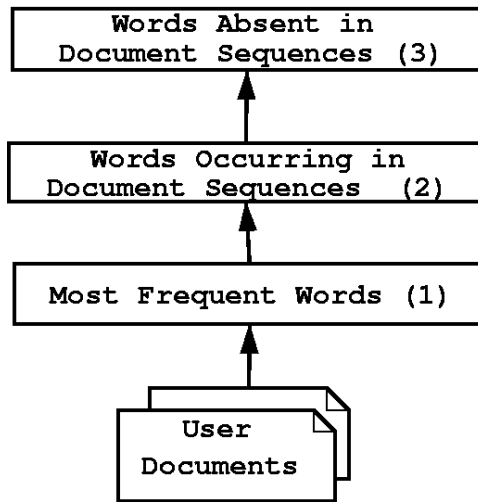 Words Absent in
Document Sequences (3)
Words Occurring in
Document Sequences (2)
Most Frequent Words (1)
User
Documents